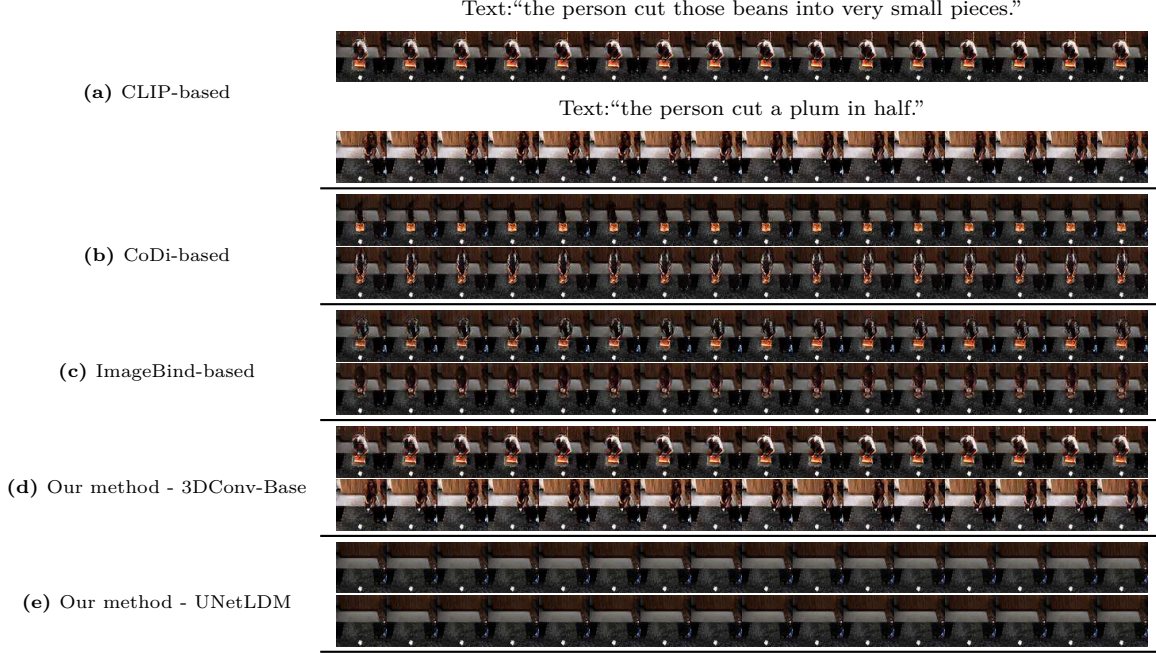 Text:“the person cut those beans into very small pieces.”
(a) CLIP-based
Text:“the person cut a plum in half.”
(b) CoDi-based
(c) ImageBind-based
(d) Our method - 3DConv-Base
(e) Our method - UNetLDM